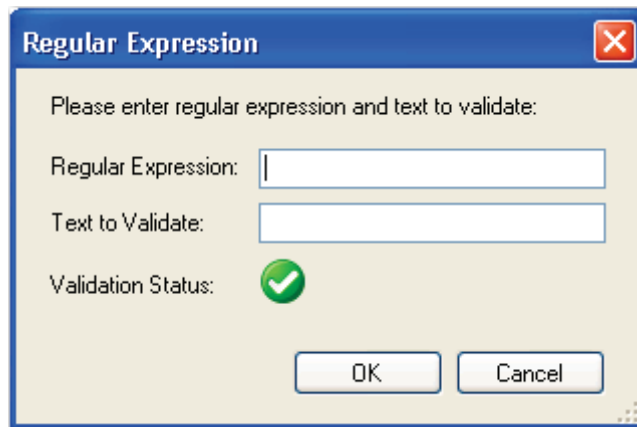 Regular Expression
Please enter regular expression and text to validate:
Regular Expression:
Text to Validate:
Validation Status:
OK Cancel